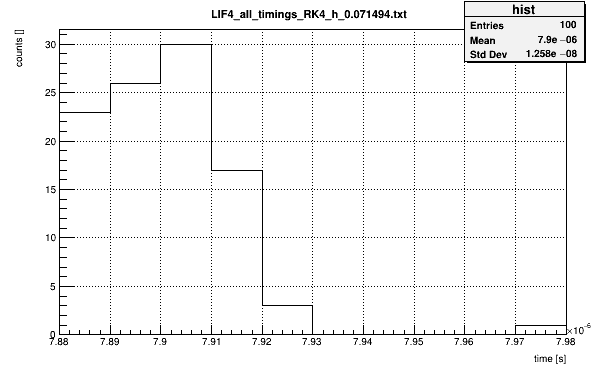 LIF4_all_timings_RK4_h_0.071494.txt
hist
Entries 100
Mean 7.9e −06
Std Dev 1.258e −08
counts []
30
25
20
15
10
5
0
7.88 7.89 7.9 7.91 7.92 7.93 7.94 7.95 7.96 7.97 7.98
×10−6
time [s]